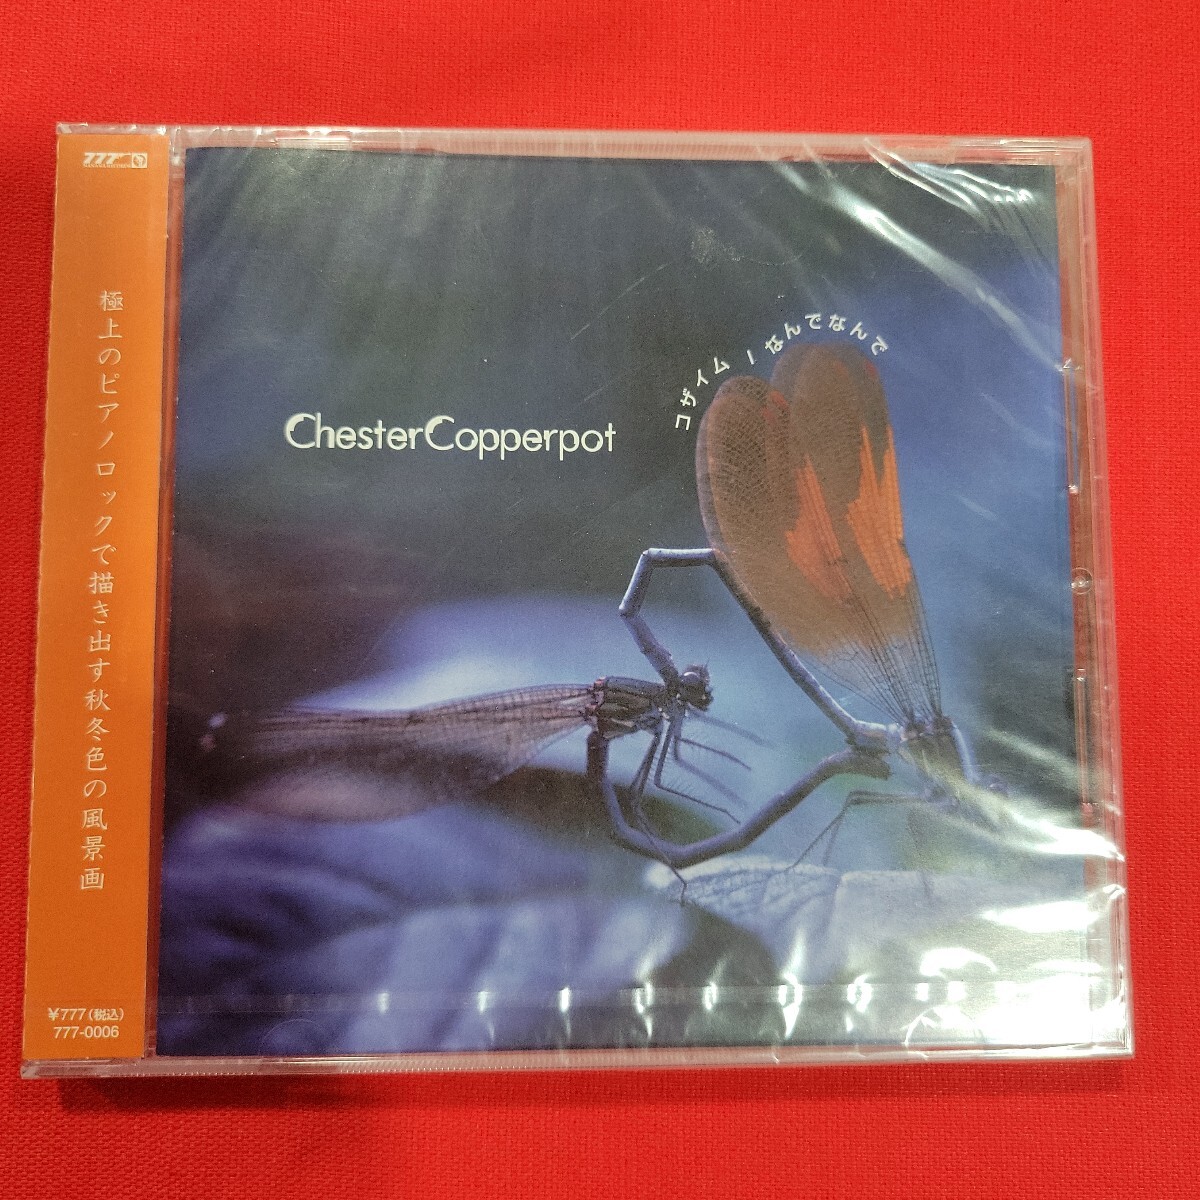 777
極上のピアノロックで描き出す秋冬色の風景画
¥777(税込)
777-0006
ChesterCopperpot
コザイム / なんでなんで